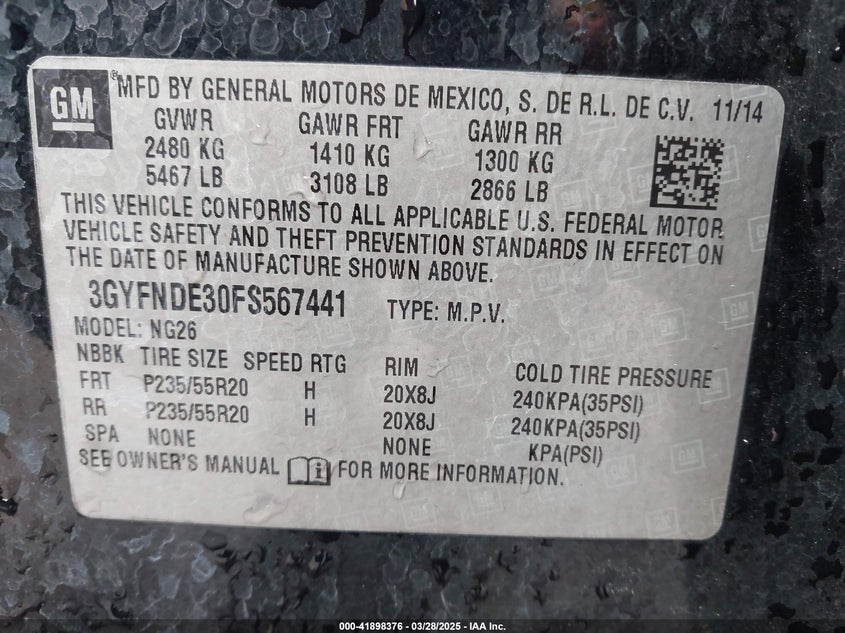 GM
MFD BY GENERAL MOTORS DE MEXICO, S. DE R.L. DE C.V. 11/14
GVWR GAWR FRT GAWR RR
2480 KG 1410 KG 1300 KG
5467 LB 3108 LB 2866 LB
THIS VEHICLE CONFORMS TO ALL APPLICABLE U.S. FEDERAL MOTOR
VEHICLE SAFETY AND THEFT PREVENTION STANDARDS IN EFFECT ON
THE DATE OF MANUFACTURE SHOWN ABOVE.
3GYFNDE30FS567441 TYPE: M.P.V.
MODEL: NG26
NBBK TIRE SIZE SPEED RTG RIM COLD TIRE PRESSURE
FRT P235/55R20 H 20X8J 240KPA(35PSI)
RR P235/55R20 H 20X8J 240KPA(35PSI)
SPA NONE NONE KPA(PSI)
SEE OWNER'S MANUAL FOR MORE INFORMATION.
000-41898376 — 03/28/2025 - IAA Inc.